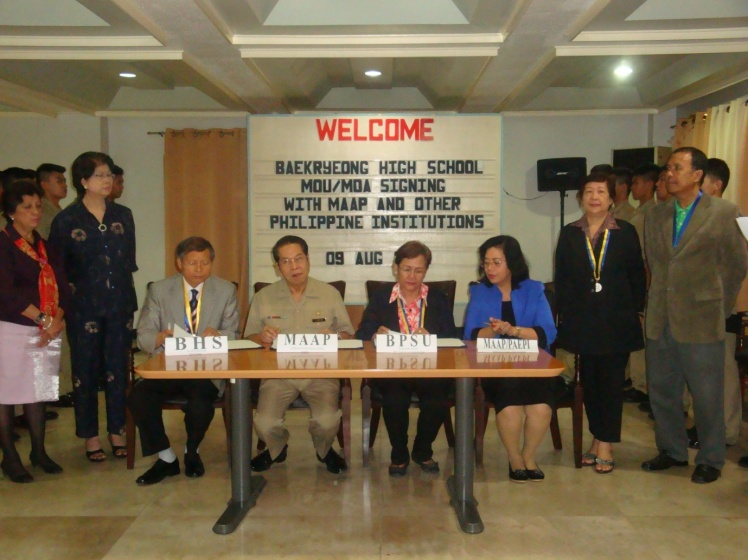 WELCOME
BAEKRYEONG HIGH SCHOOL
MOU/MOA SIGNING
WITH MAAP AND OTHER
PHILIPPINE INSTITUTIONS
09 AUG
BHS
MAAP
BPSU
MAAP/PAEPI